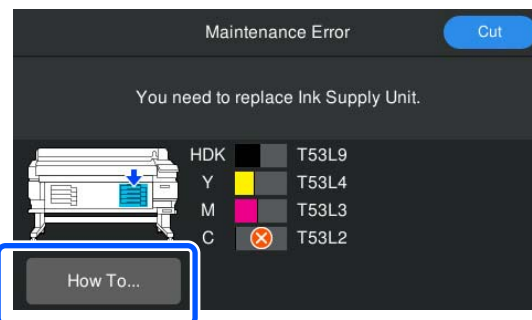 Maintenance Error
Cut
You need to replace Ink Supply Unit.
HDK T53L9
Y T53L4
M T53L3
C T53L2
How To...